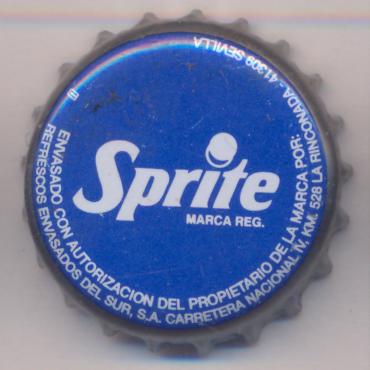 Sprite
MARCA REG.
ENVASADO CON AUTORIZACION DEL PROPIETARIO DE LA MARCA POR:
REFRESCOS ENVASADOS DEL SUR, S.A. CARRETERA NACIONAL IV, KM. 528 LA RINCONADA - 41309 SEVILLA